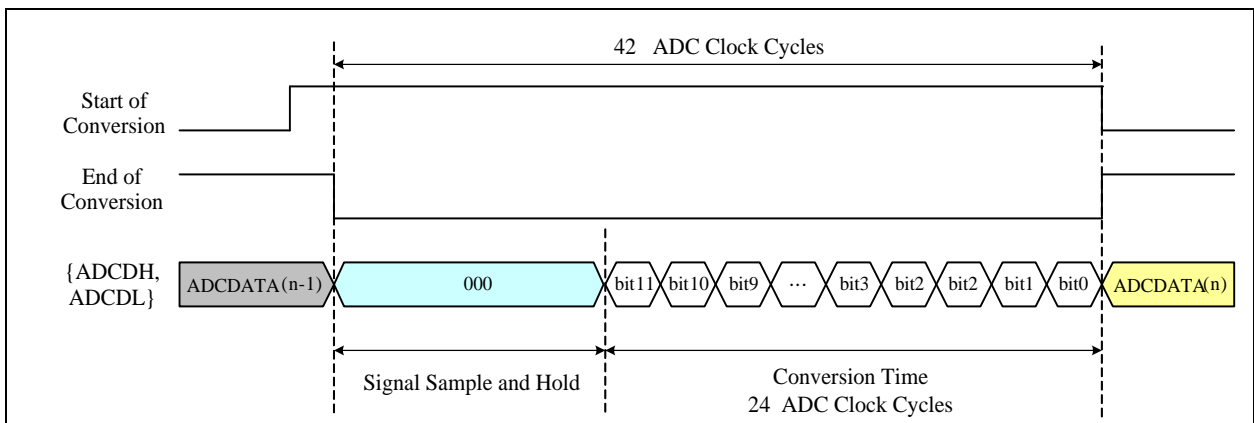 42 ADC Clock Cycles
Start of
Conversion
End of
Conversion
{ADCDH,
ADCDL}
ADCDATA(n-1)
000
bit11
bit10
bit9
...
bit3
bit2
bit2
bit1
bit0
ADCDATA(n)
Signal Sample and Hold
Conversion Time
24 ADC Clock Cycles